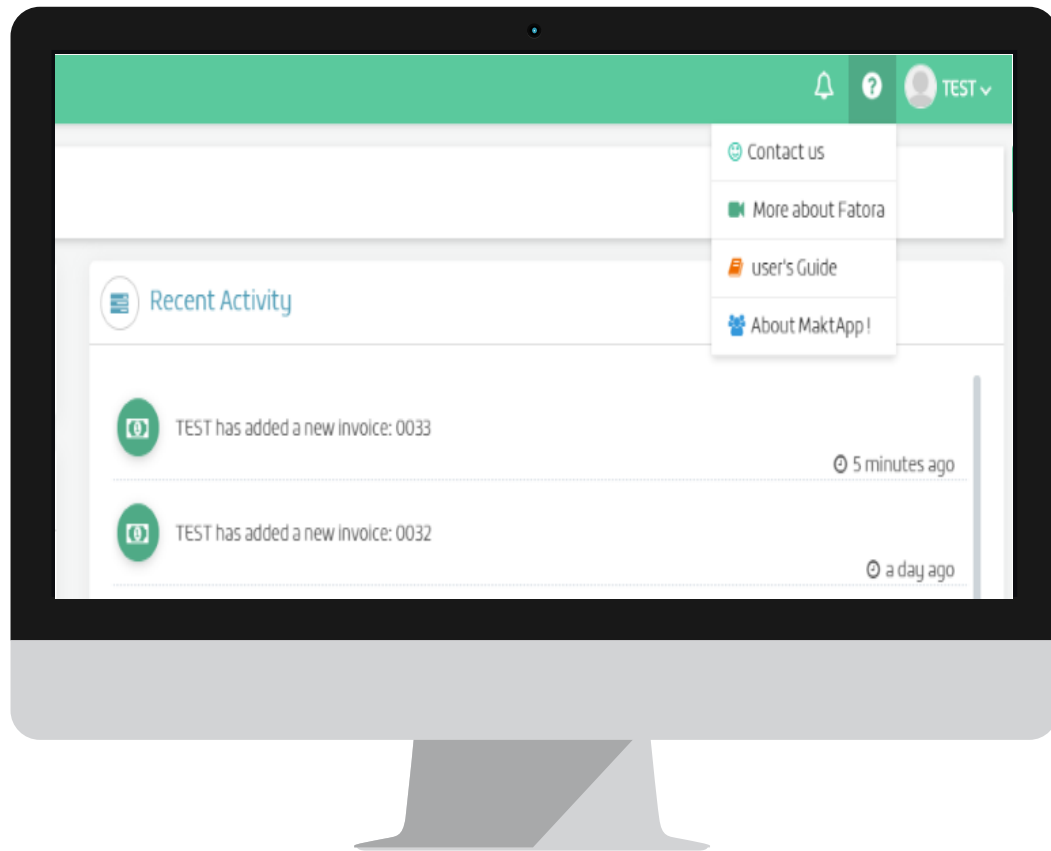 TEST
Contact us
More about Fatora
user's Guide
About MaktApp !
Recent Activity
TEST has added a new invoice: 0033
5 minutes ago
TEST has added a new invoice: 0032
a day ago